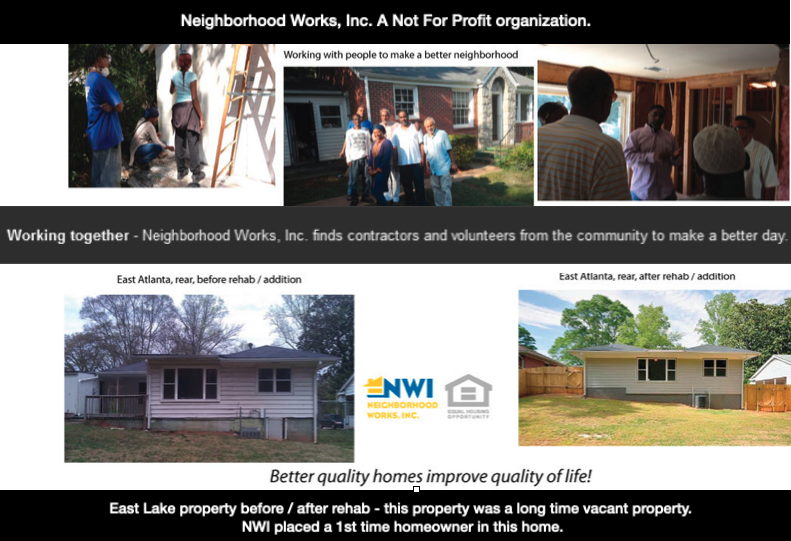 Neighborhood Works, Inc. A Not For Profit organization.
Working with people to make a better neighborhood
Working together - Neighborhood Works, Inc. finds contractors and volunteers from the community to make a better day.
East Atlanta, rear, before rehab / addition
East Atlanta, rear, after rehab / addition
NWI
NEIGHBORHOOD
WORKS, INC.
EQUAL HOUSING
OPPORTUNITY
Better quality homes improve quality of life!
East Lake property before / after rehab - this property was a long time vacant property.
NWI placed a 1st time homeowner in this home.